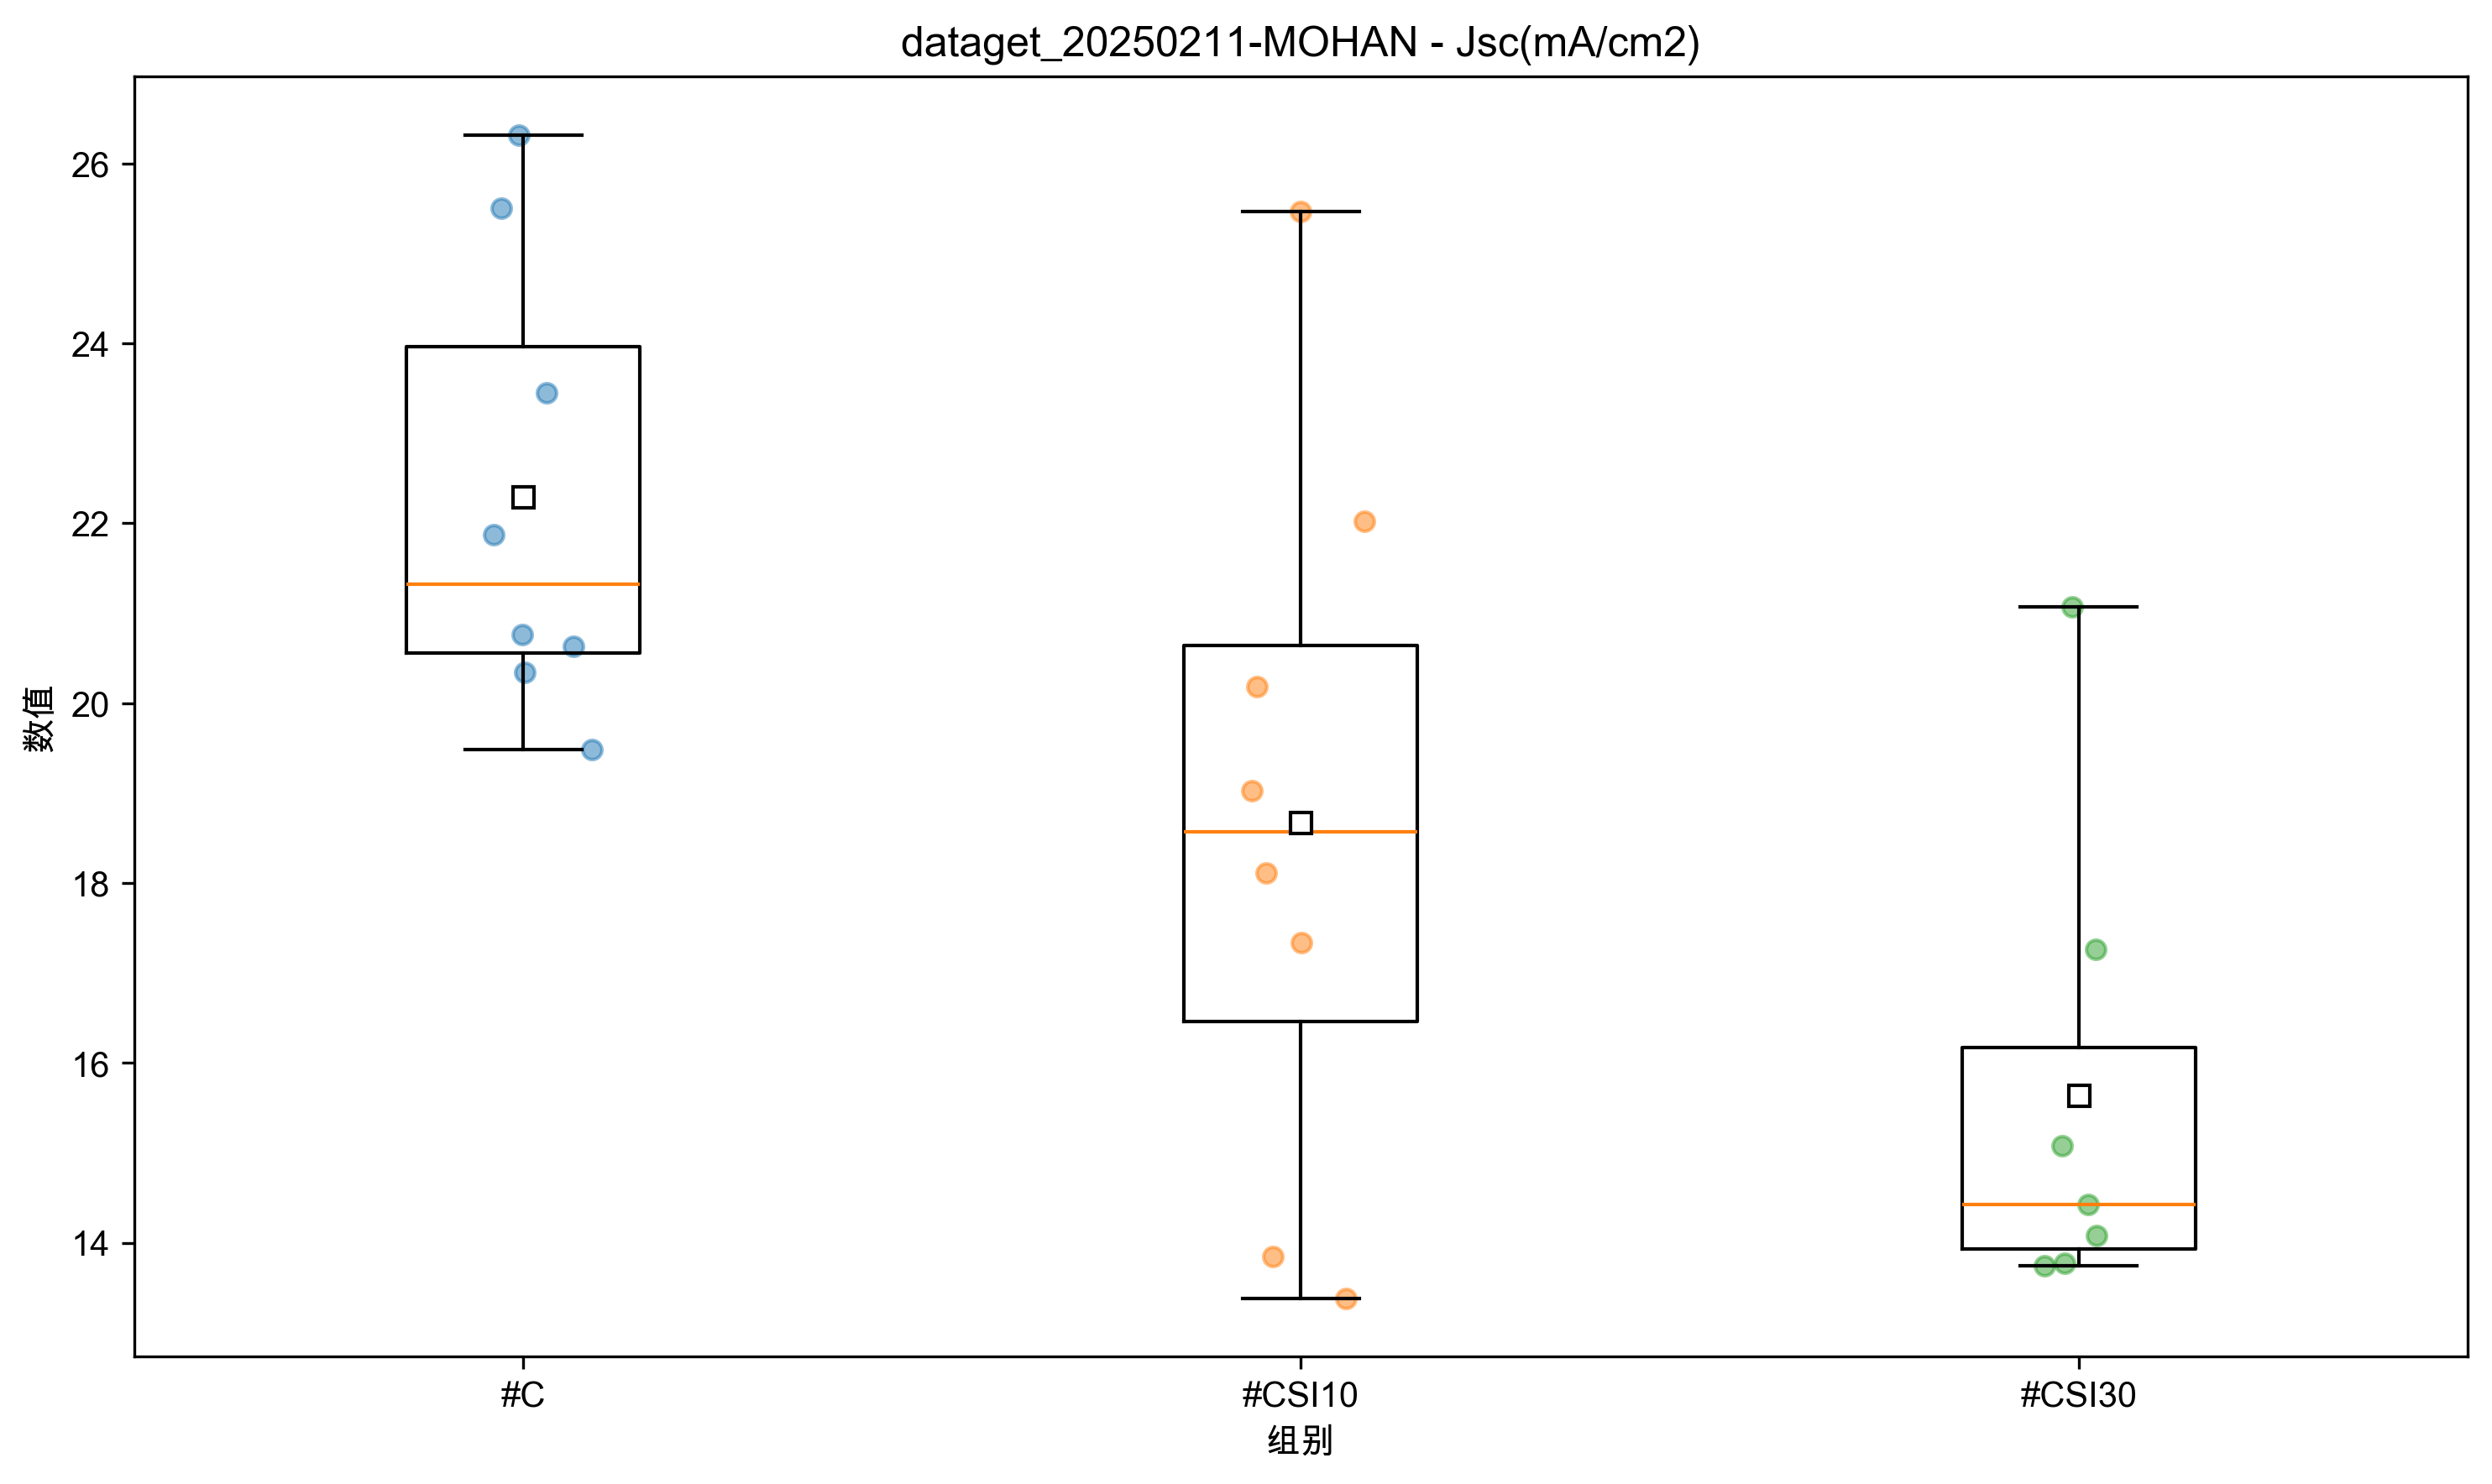 dataget_20250211-MOHAN - Jsc(mA/cm2)
数值
26
24
22
20
18
16
14
#C
#CSI10
#CSI30
组别